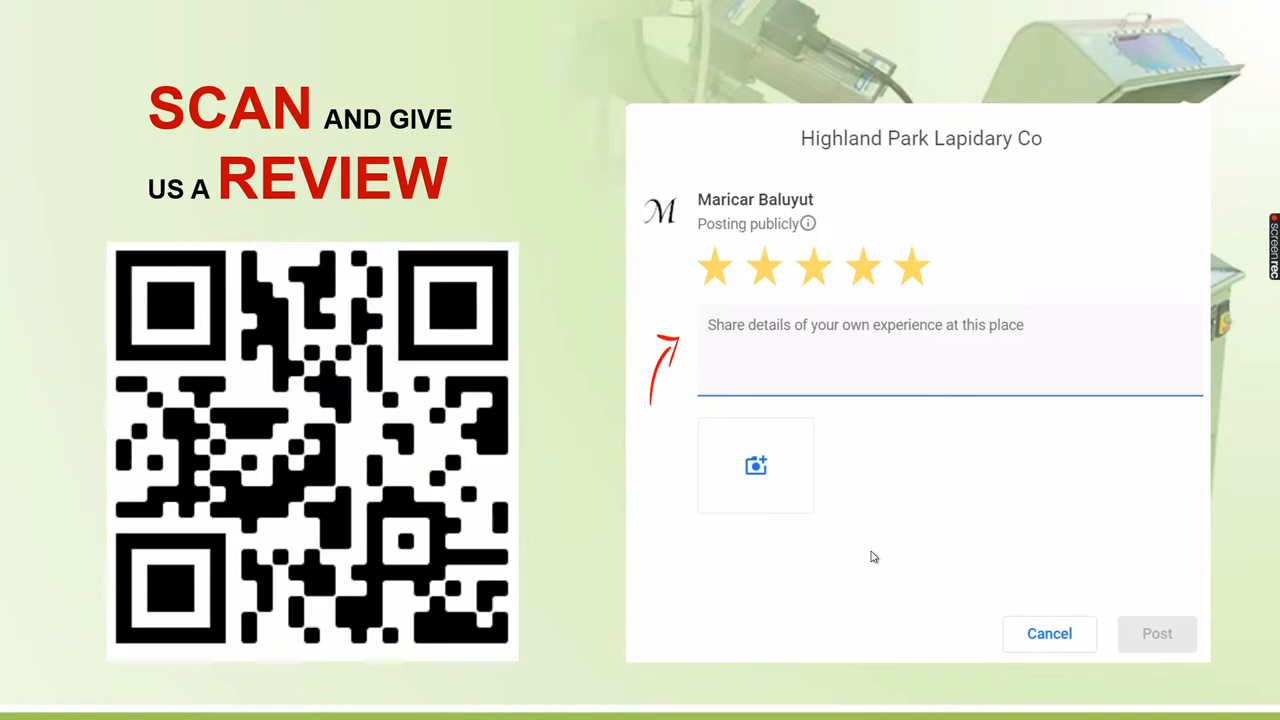 SCAN AND GIVE
US A REVIEW
Highland Park Lapidary Co
M
Maricar Baluyut
Posting publicly
Share details of your own experience at this place
Cancel
Post
screenrec